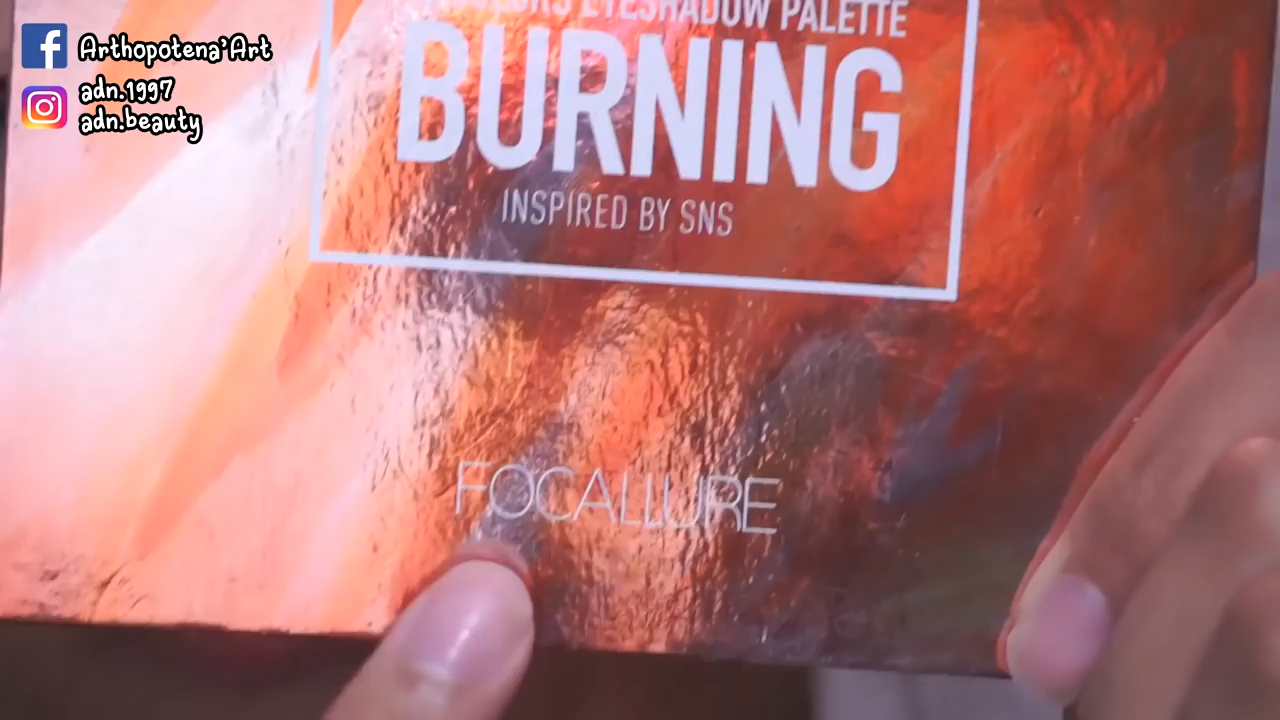 Arthopotena'Art
adn.1997
adn.beauty
EYESHADOW PALETTE
BURNING
INSPIRED BY SNS
FOCALLURE